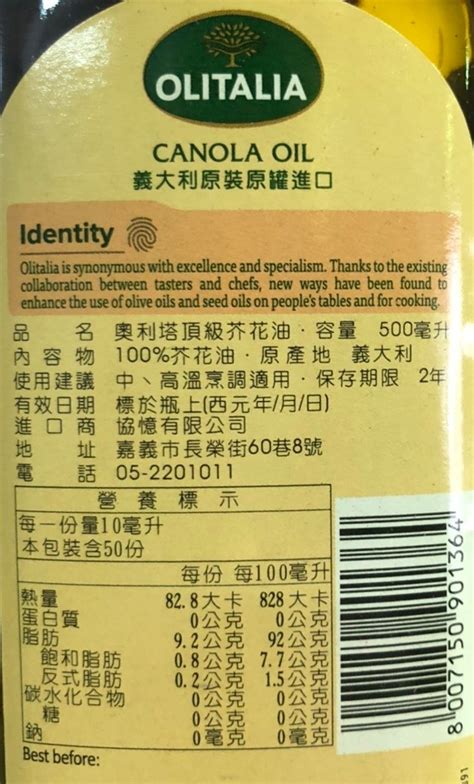 OLITALIA
CANOLA OIL
義大利原裝原罐進口
Identity
Olitalia is synonymous with excellence and specialism. Thanks to the existing
collaboration between tasters and chefs, new ways have been found to
enhance the use of olive oils and seed oils on people's tables and for cooking.
品 名 奧利塔頂級芥花油・容量 500毫升
內容物 100%芥花油・原產地 義大利
使用建議 中、高溫烹調適用・保存期限 2年
有效日期 標於瓶上(西元年/月/日)
進口商 協憶有限公司
地 址 嘉義市長榮街60巷8號
電 話 05-2201011
營養標示
每一份量10毫升
本包裝含50份
每份 每100毫升
熱量 82.8大卡 828大卡
蛋白質 0公克 0公克
脂肪 9.2公克 92公克
飽和脂肪 0.8公克 7.7公克
反式脂肪 0.2公克 1.5公克
碳水化合物 0公克 0公克
糖 0公克 0公克
鈉 0毫克 0毫克
Best before:
8 007150 901364